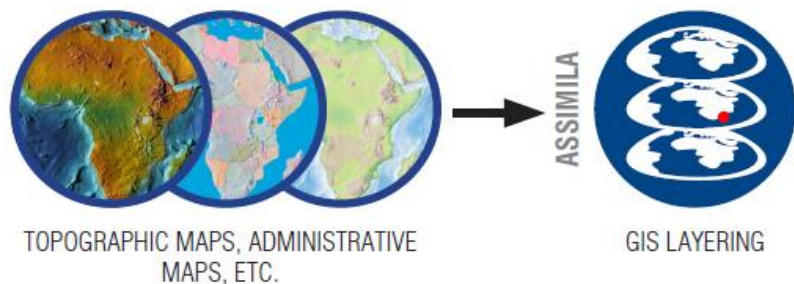 TOPOGRAPHIC MAPS, ADMINISTRATIVE
MAPS, ETC.
ASSIMILA
GIS LAYERING